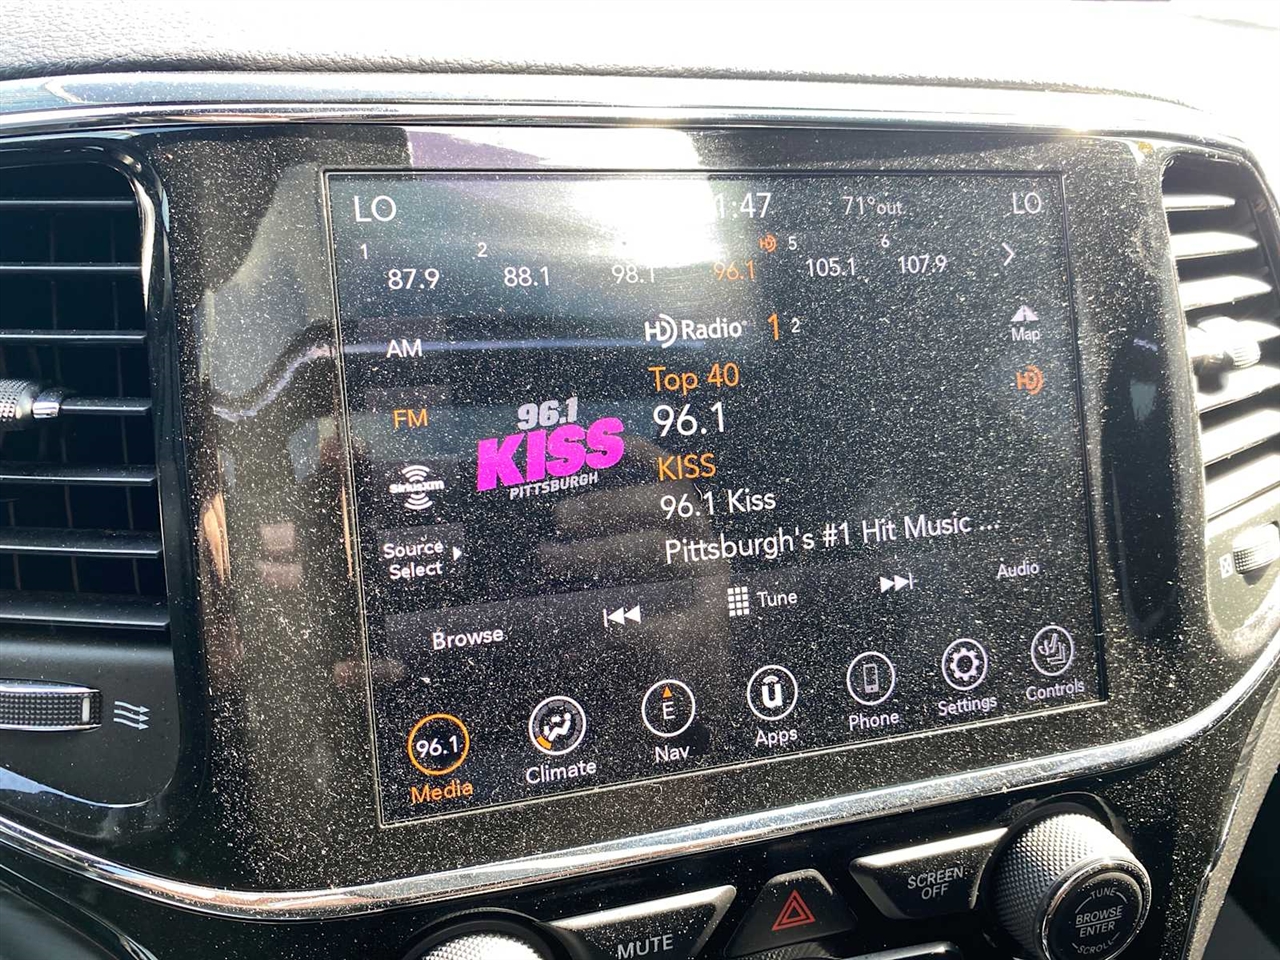 LO :47 71°out LO
1 2 5 6
87.9 88.1 98.1 96.1 105.1 107.9
HD Radio 1 2
Map
AM
Top 40
FM
96.1
96.1
KISS
PITTSBURGH
KISS
SiriusXM
96.1 Kiss
Pittsburgh's #1 Hit Music ...
Source
Select
Browse
Tune
Audio
96.1
Media
Climate
E
Nav
Apps
Phone
Settings
Controls
MUTE
SCREEN
OFF
TUNE
BROWSE
ENTER
SCROLL